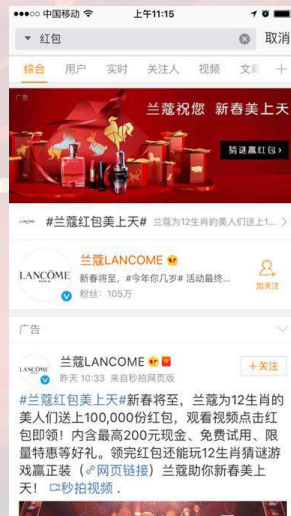 中国移动 上午11:15
红包 取消
综合 用户 实时 关注人 视频 文
广告
兰蔻祝您 新春美上天
猜谜赢红包>
#兰蔻红包美上天# 兰蔻为12生肖的美人们送上1...
兰蔻LANCOME
LANCÔME 新春将至，#今年你几岁# 活动最终...
粉丝：105万 加关注
广告
兰蔻LANCOME +关注
昨天 10:33 来自秒拍网页版
#兰蔻红包美上天#新春将至，兰蔻为12生肖的
美人们送上100,000份红包，观看视频点击红
包即领！内含最高200元现金、免费试用、限
量特惠等好礼。领完红包还能玩12生肖猜谜游
戏赢正装（网页链接）兰蔻助你新春美上
天！ 秒拍视频 .